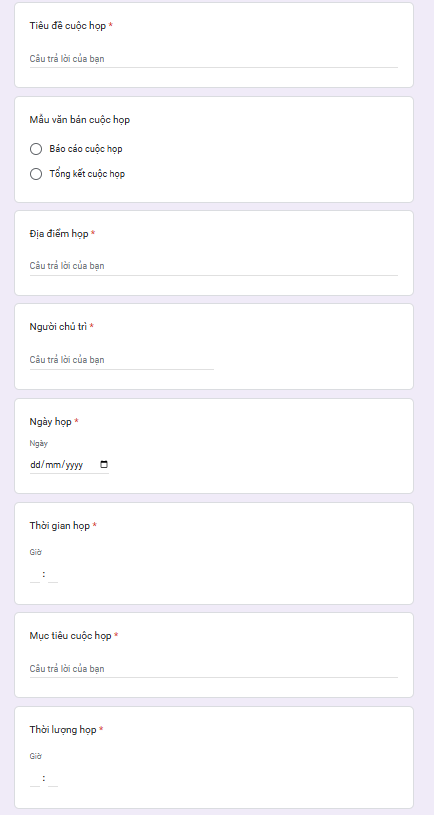 Tiêu đề cuộc họp *
Câu trả lời của bạn
Mẫu văn bản cuộc họp
Báo cáo cuộc họp
Tổng kết cuộc họp
Địa điểm họp *
Câu trả lời của bạn
Người chủ trì *
Câu trả lời của bạn
Ngày họp *
Ngày
dd/mm/yyyy
Thời gian họp *
Giờ
:
Mục tiêu cuộc họp *
Câu trả lời của bạn
Thời lượng họp *
Giờ
: